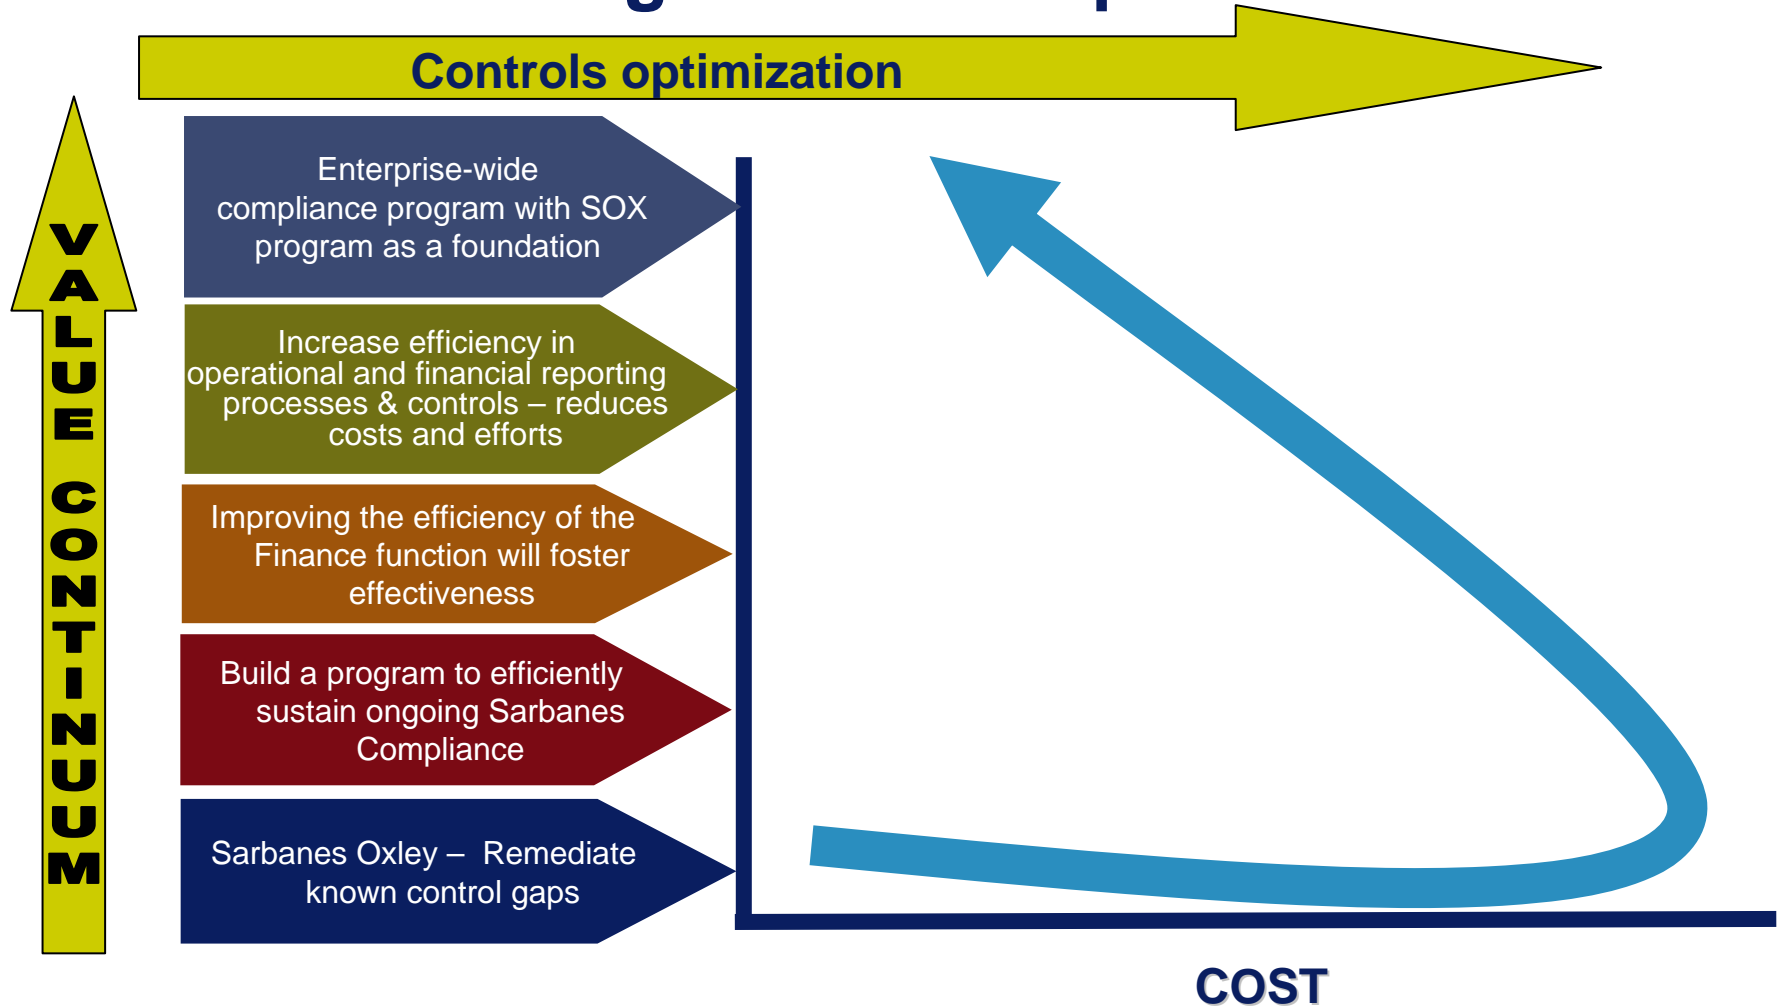 Controls optimization
VALUE CONTINUUM
Enterprise-wide
compliance program with SOX
program as a foundation
Increase efficiency in
operational and financial reporting
processes & controls – reduces
costs and efforts
Improving the efficiency of the
Finance function will foster
effectiveness
Build a program to efficiently
sustain ongoing Sarbanes
Compliance
Sarbanes Oxley – Remediate
known control gaps
COST